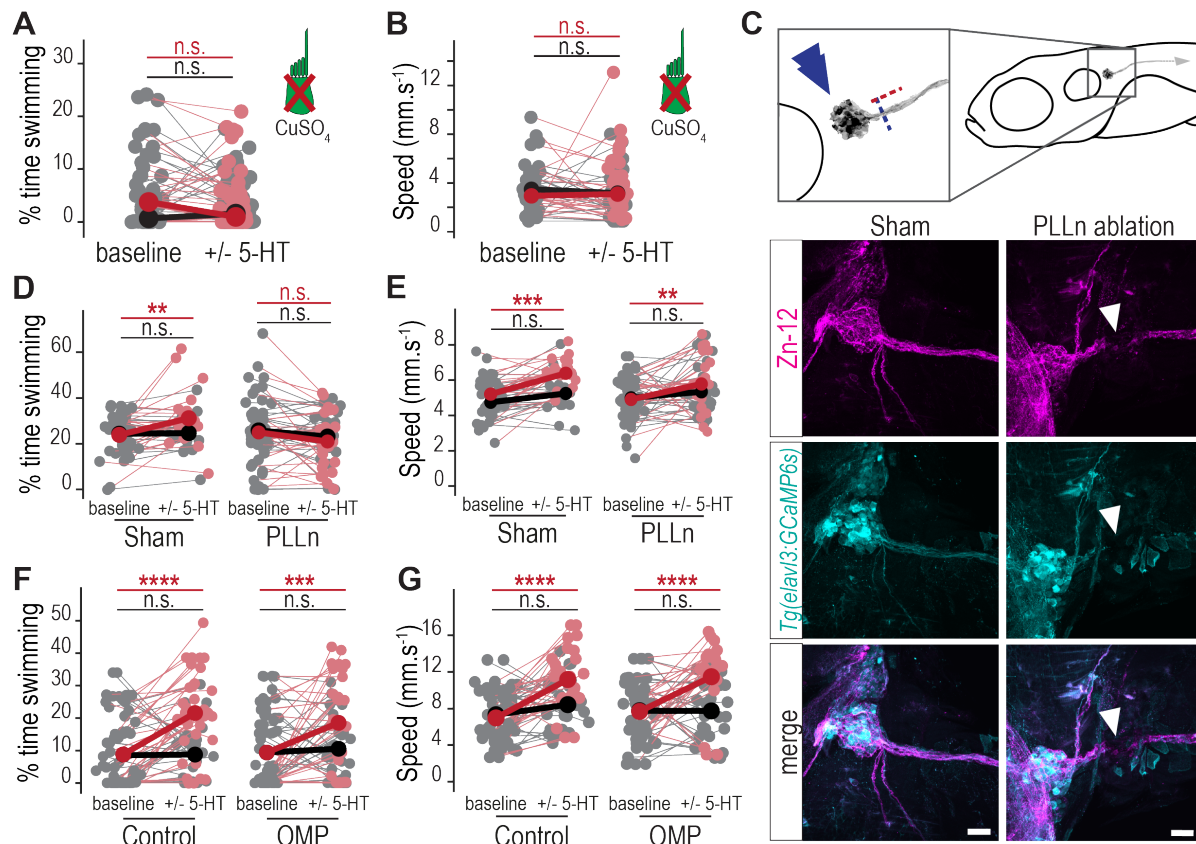 A
n.s.
n.s.
CuSO4
% time swimming
30
20
10
0
baseline +/- 5-HT
B
n.s.
n.s.
CuSO4
Speed (mm.s-1)
12
8
4
0
baseline +/- 5-HT
C
Sham
PLLn ablation
Zn-12
Tg(elavl3:GCaMP6s)
merge
D
**
n.s.
n.s.
n.s.
% time swimming
60
40
20
0
baseline +/- 5-HT
baseline +/- 5-HT
Sham
PLLn
E
***
n.s.
**
n.s.
Speed (mm.s-1)
8
6
4
2
0
baseline +/- 5-HT
baseline +/- 5-HT
Sham
PLLn
F
****
n.s.
***
n.s.
% time swimming
50
40
30
20
10
0
baseline +/- 5-HT
baseline +/- 5-HT
Control
OMP
G
****
n.s.
****
n.s.
Speed (mm.s-1)
16
12
8
4
0
baseline +/- 5-HT
baseline +/- 5-HT
Control
OMP